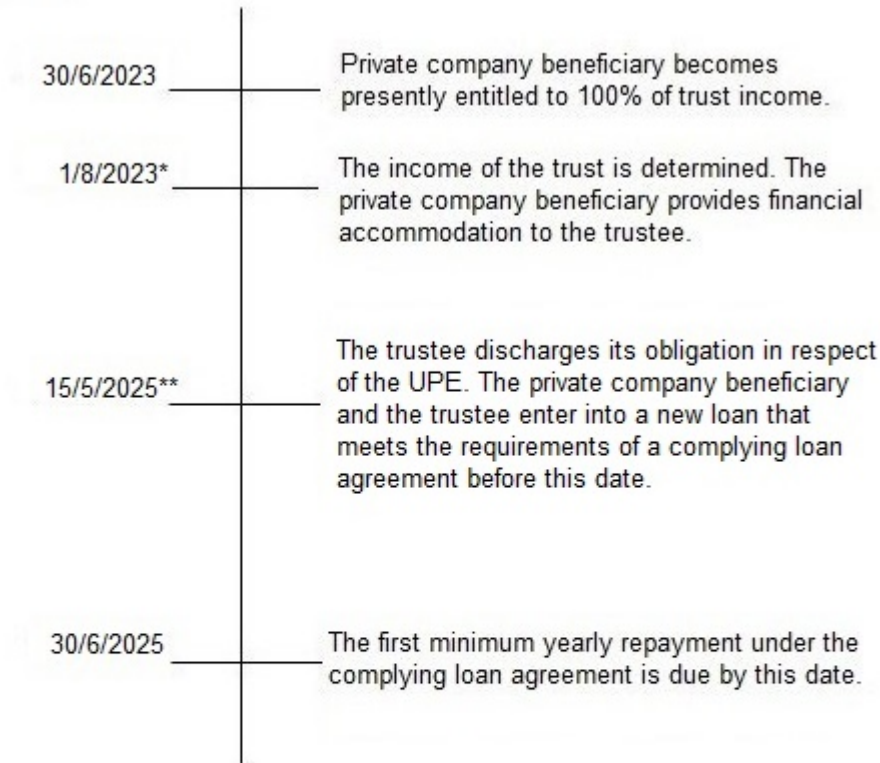 30/6/2023
Private company beneficiary becomes
presently entitled to 100% of trust income.
1/8/2023*
The income of the trust is determined. The
private company beneficiary provides financial
accommodation to the trustee.
15/5/2025**
The trustee discharges its obligation in respect
of the UPE. The private company beneficiary
and the trustee enter into a new loan that
meets the requirements of a complying loan
agreement before this date.
30/6/2025
The first minimum yearly repayment under the
complying loan agreement is due by this date.